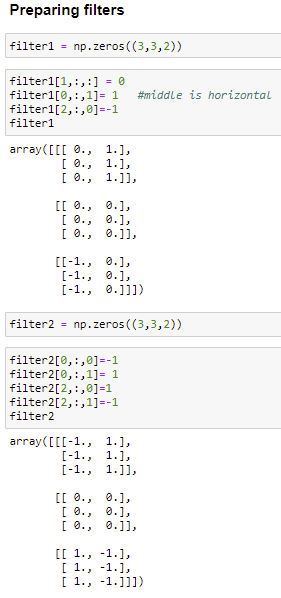 Preparing filters
filter1 = np.zeros((3,3,2))
filter1[1,:,:] = 0
filter1[0,:,1]= 1   #middle is horizontal
filter1[2,:,0]=-1
filter1
array([[[ 0.,  1.],
        [ 0.,  1.],
        [ 0.,  1.]],
       [[ 0.,  0.],
        [ 0.,  0.],
        [ 0.,  0.]],
       [[-1.,  0.],
        [-1.,  0.],
        [-1.,  0.]]])
filter2 = np.zeros((3,3,2))
filter2[0,:,0]=-1
filter2[0,:,1]= 1
filter2[2,:,0]=1
filter2[2,:,1]=-1
filter2
array([[[-1.,  1.],
        [-1.,  1.],
        [-1.,  1.]],
       [[ 0.,  0.],
        [ 0.,  0.],
        [ 0.,  0.]],
       [[ 1., -1.],
        [ 1., -1.],
        [ 1., -1.]]])